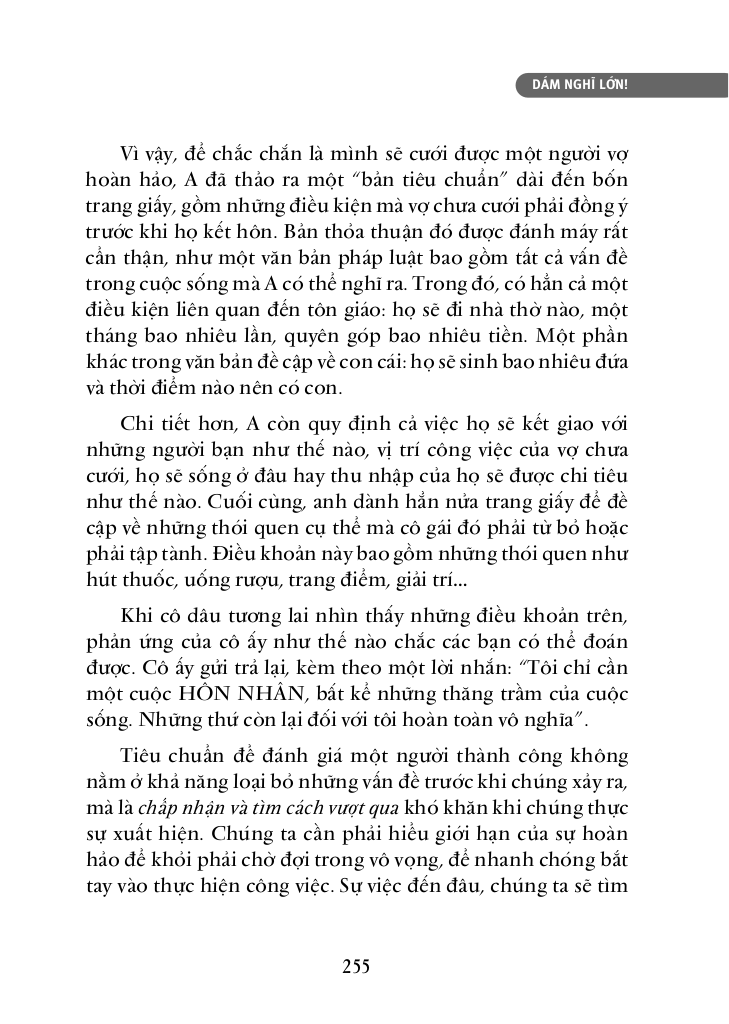 DÁM NGHĨ LỚN!
Vì vậy, để chắc chắn là mình sẽ cưới được một người vợ
hoàn hảo, A đã thảo ra một “bản tiêu chuẩn” dài đến bốn
trang giấy, gồm những điều kiện mà vợ chưa cưới phải đồng ý
trước khi họ kết hôn. Bản thỏa thuận đó được đánh máy rất
cẩn thận, như một văn bản pháp luật bao gồm tất cả vấn đề
trong cuộc sống mà A có thể nghĩ ra. Trong đó, có hẳn cả một
điều kiện liên quan đến tôn giáo: họ sẽ đi nhà thờ nào, một
tháng bao nhiêu lần, quyên góp bao nhiêu tiền. Một phần
khác trong văn bản đề cập về con cái: họ sẽ sinh bao nhiêu đứa
và thời điểm nào nên có con.
Chi tiết hơn, A còn quy định cả việc họ sẽ kết giao với
những người bạn như thế nào, vị trí công việc của vợ chưa
cưới, họ sẽ sống ở đâu hay thu nhập của họ sẽ được chi tiêu
như thế nào. Cuối cùng, anh dành hẳn nửa trang giấy để đề
cập về những thói quen cụ thể mà cô gái đó phải từ bỏ hoặc
phải tập tành. Điều khoản này bao gồm những thói quen như
hút thuốc, uống rượu, trang điểm, giải trí...
Khi cô dâu tương lai nhìn thấy những điều khoản trên,
phản ứng của cô ấy như thế nào chắc các bạn có thể đoán
được. Cô ấy gửi trả lại, kèm theo một lời nhắn: “Tôi chỉ cần
một cuộc HÔN NHÂN, bất kể những thăng trầm của cuộc
sống. Những thứ còn lại đối với tôi hoàn toàn vô nghĩa”.
Tiêu chuẩn để đánh giá một người thành công không
nằm ở khả năng loại bỏ những vấn đề trước khi chúng xảy ra,
mà là chấp nhận và tìm cách vượt qua khó khăn khi chúng thực
sự xuất hiện. Chúng ta cần phải hiểu giới hạn của sự hoàn
hảo để khỏi phải chờ đợi trong vô vọng, để nhanh chóng bắt
tay vào thực hiện công việc. Sự việc đến đâu, chúng ta sẽ tìm
255